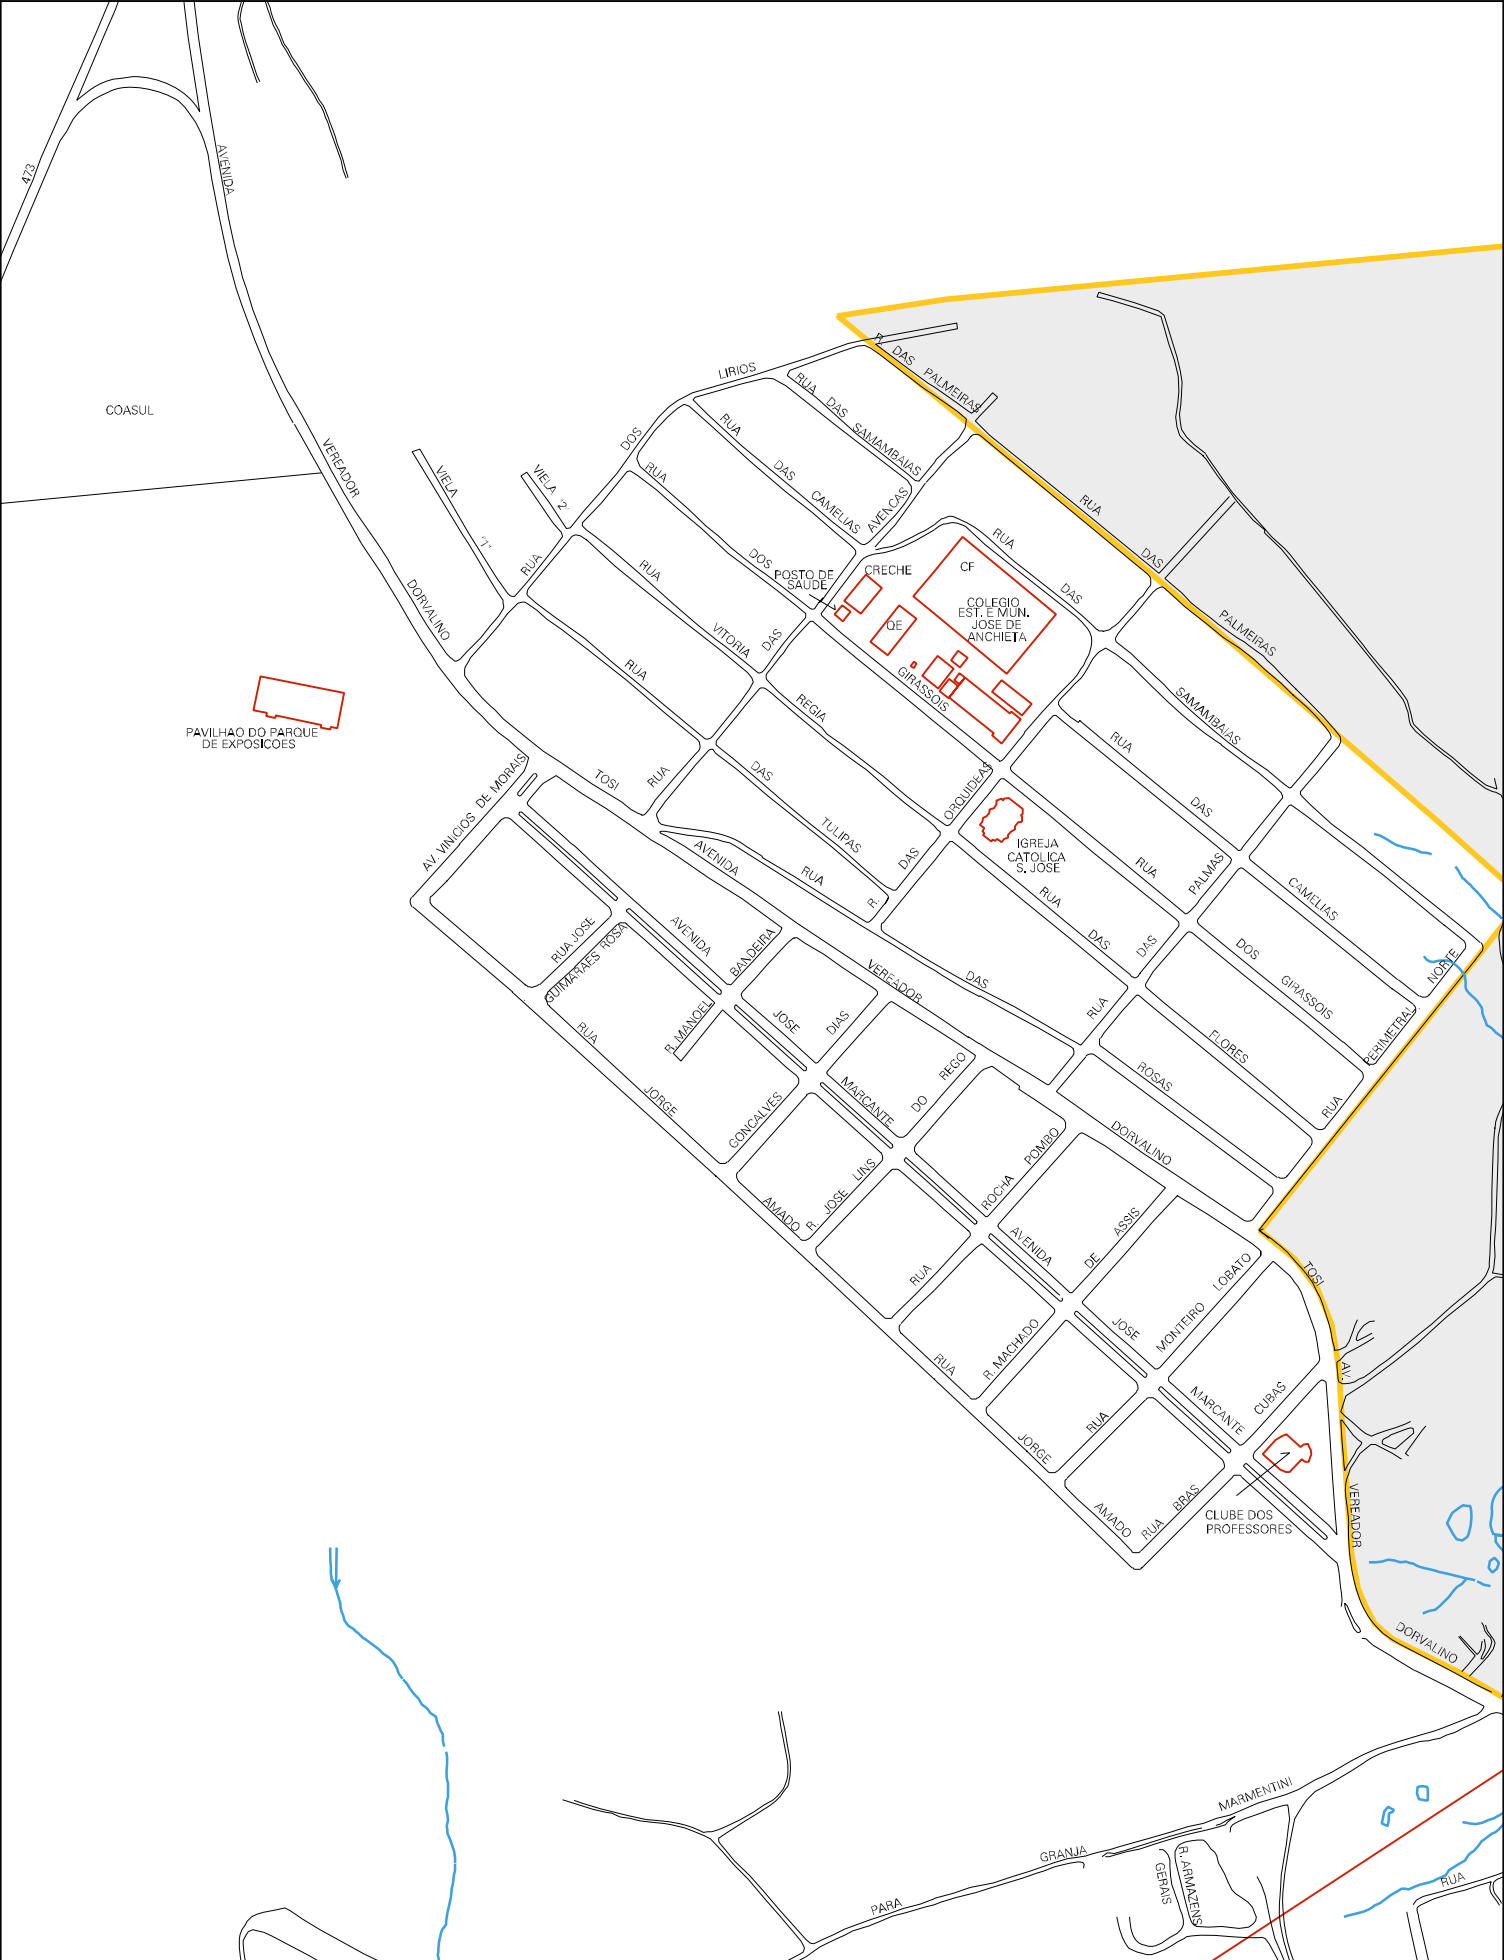 AVENIDA
473
LIRIOS
R. DAS
PALMEIRAS
RUA
DAS
SAMAMBAIAS
COASUL
VEREADOR
VIELA
"1"
VIELA "2"
DOS
RUA
DAS
CAMELIAS
AVENCAS
RUA
DOS
RUA
DAS
PALMEIRAS
RUA
DAS
SAMAMBAIAS
RUA
RUA
VITORIA
DAS
POSTO DE
SAUDE
CRECHE
CF
COLEGIO
EST. E MUN.
JOSE DE
ANCHIETA
QE
GIRASSOIS
DORVALINO
RUA
REGIA
PAVILHAO DO PARQUE
DE EXPOSICOES
TOSI
RUA
DAS
TULIPAS
DAS
ORQUIDEAS
RUA
DAS
CAMELIAS
AV. VINICIOS DE MORAIS
AVENIDA
RUA
R.
IGREJA
CATOLICA
S. JOSE
RUA
PALMAS
RUA
DAS
DAS
DOS
GIRASSOIS
NORTE
PERIMETRAL
RUA JOSE
GUIMARAES ROSA
AVENIDA
BANDEIRA
R. MANOEL
VEREADOR
DAS
RUA
FLORES
ROSAS
RUA
RUA
JORGE
JOSE
DIAS
MARCANTE
DO
REGO
GONCALVES
DORVALINO
AMADO
R. JOSE LINS
ROCHA
POMBO
AVENIDA
DE
ASSIS
TOSI
RUA
JOSE
MONTEIRO
LOBATO
RUA
R. MACHADO
AV.
MARCANTE
CUBAS
JORGE
RUA
AMADO
RUA
BRAS
CLUBE DOS
PROFESSORES
VEREADOR
DORVALINO
MARMENTINI
GRANJA
PARA
GERAIS
R. ARMAZENS
RUA